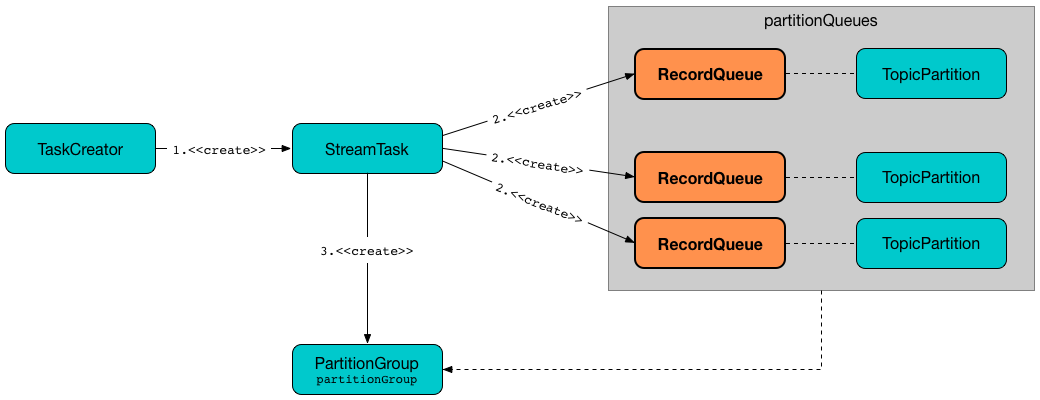 partitionQueues
RecordQueue
TopicPartition
2.<<create>>
TaskCreator
1.<<create>>
StreamTask
2.<<create>>
RecordQueue
TopicPartition
2.<<create>>
RecordQueue
TopicPartition
3.<<create>>
PartitionGroup
partitionGroup